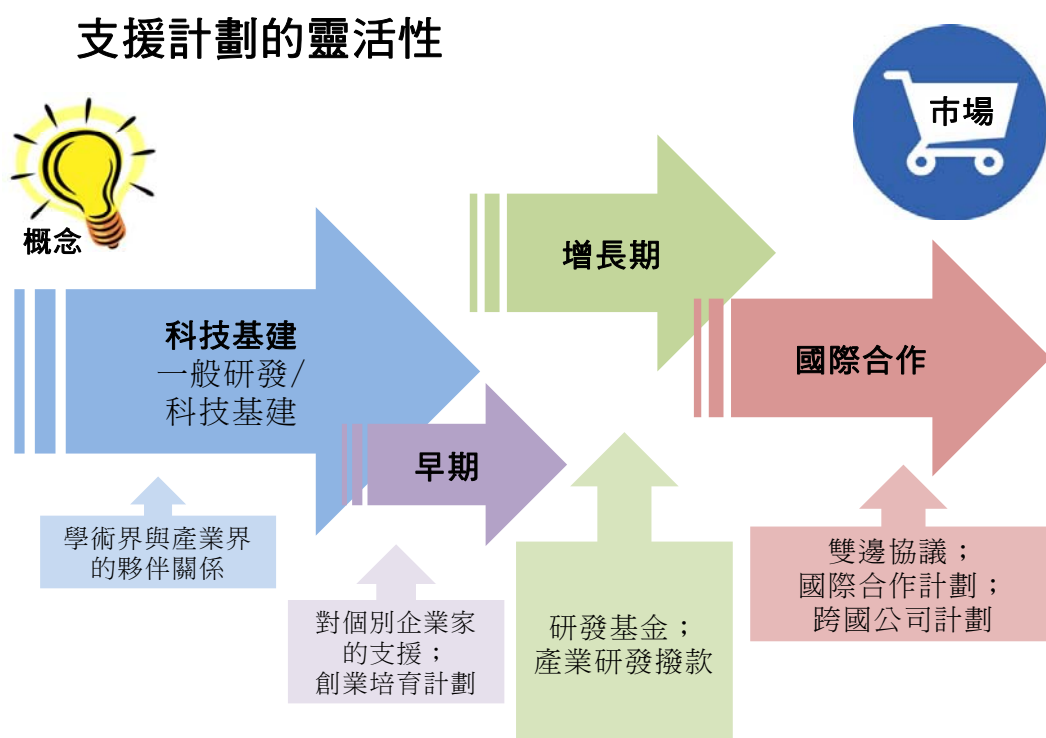 支援計劃的靈活性
概念
市場
科技基建
一般研發/
科技基建
早期
增長期
國際合作
學術界與產業界
的夥伴關係
對個別企業家
的支援；
創業培育計劃
研發基金；
產業研發撥款
雙邊協議；
國際合作計劃；
跨國公司計劃